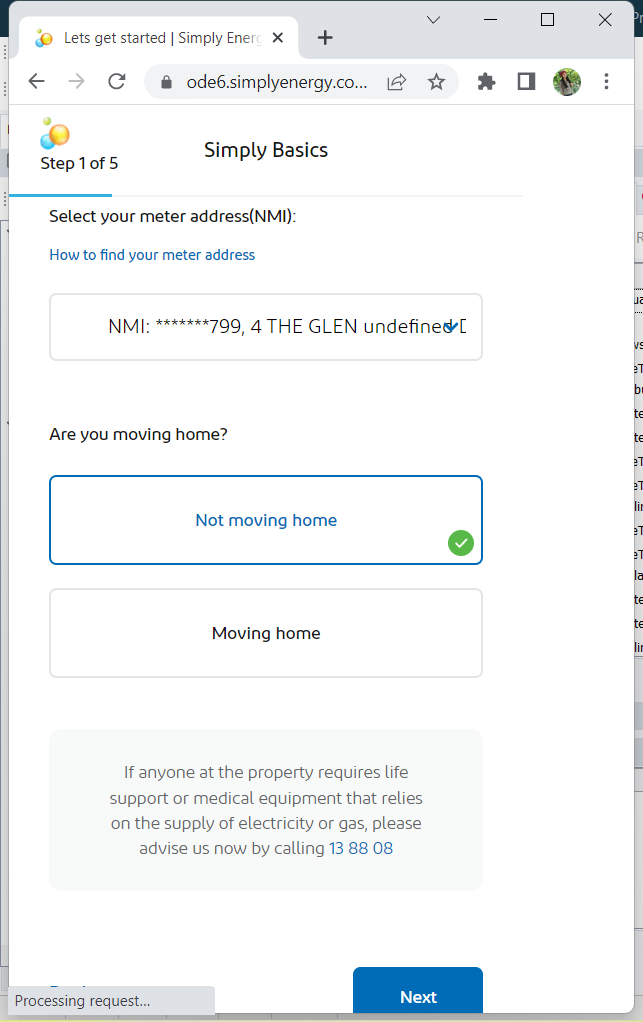 Lets get started | Simply Energ
ode6.simplyenergy.co...
Step 1 of 5
Simply Basics
Select your meter address(NMI):
How to find your meter address
NMI: *******799, 4 THE GLEN undefined D
Are you moving home?
Not moving home
Moving home
If anyone at the property requires life
support or medical equipment that relies
on the supply of electricity or gas, please
advise us now by calling 13 88 08
Next
Processing request...